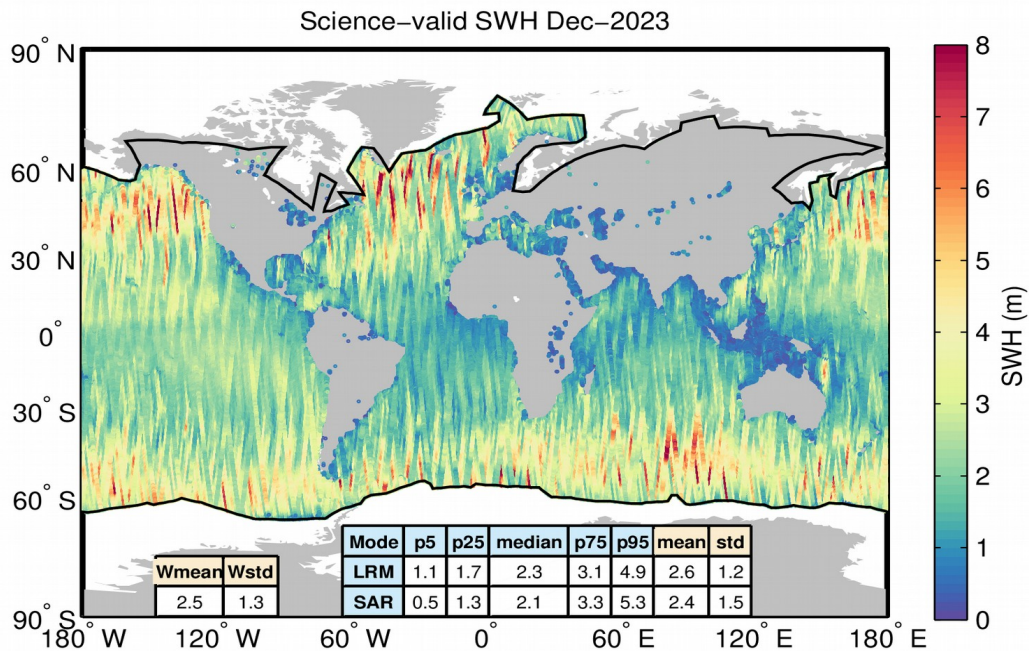 Science–valid SWH Dec–2023
90° N
60° N
30° N
0°
30° S
60° S
90° S
180° W 120° W 60° W 0° 60° E 120° E 180° E
Wmean Wstd
2.5 1.3
Mode p5 p25 median p75 p95 mean std
LRM 1.1 1.7 2.3 3.1 4.9 2.6 1.2
SAR 0.5 1.3 2.1 3.3 5.3 2.4 1.5
8
7
6
5
4
3
2
1
0
SWH (m)